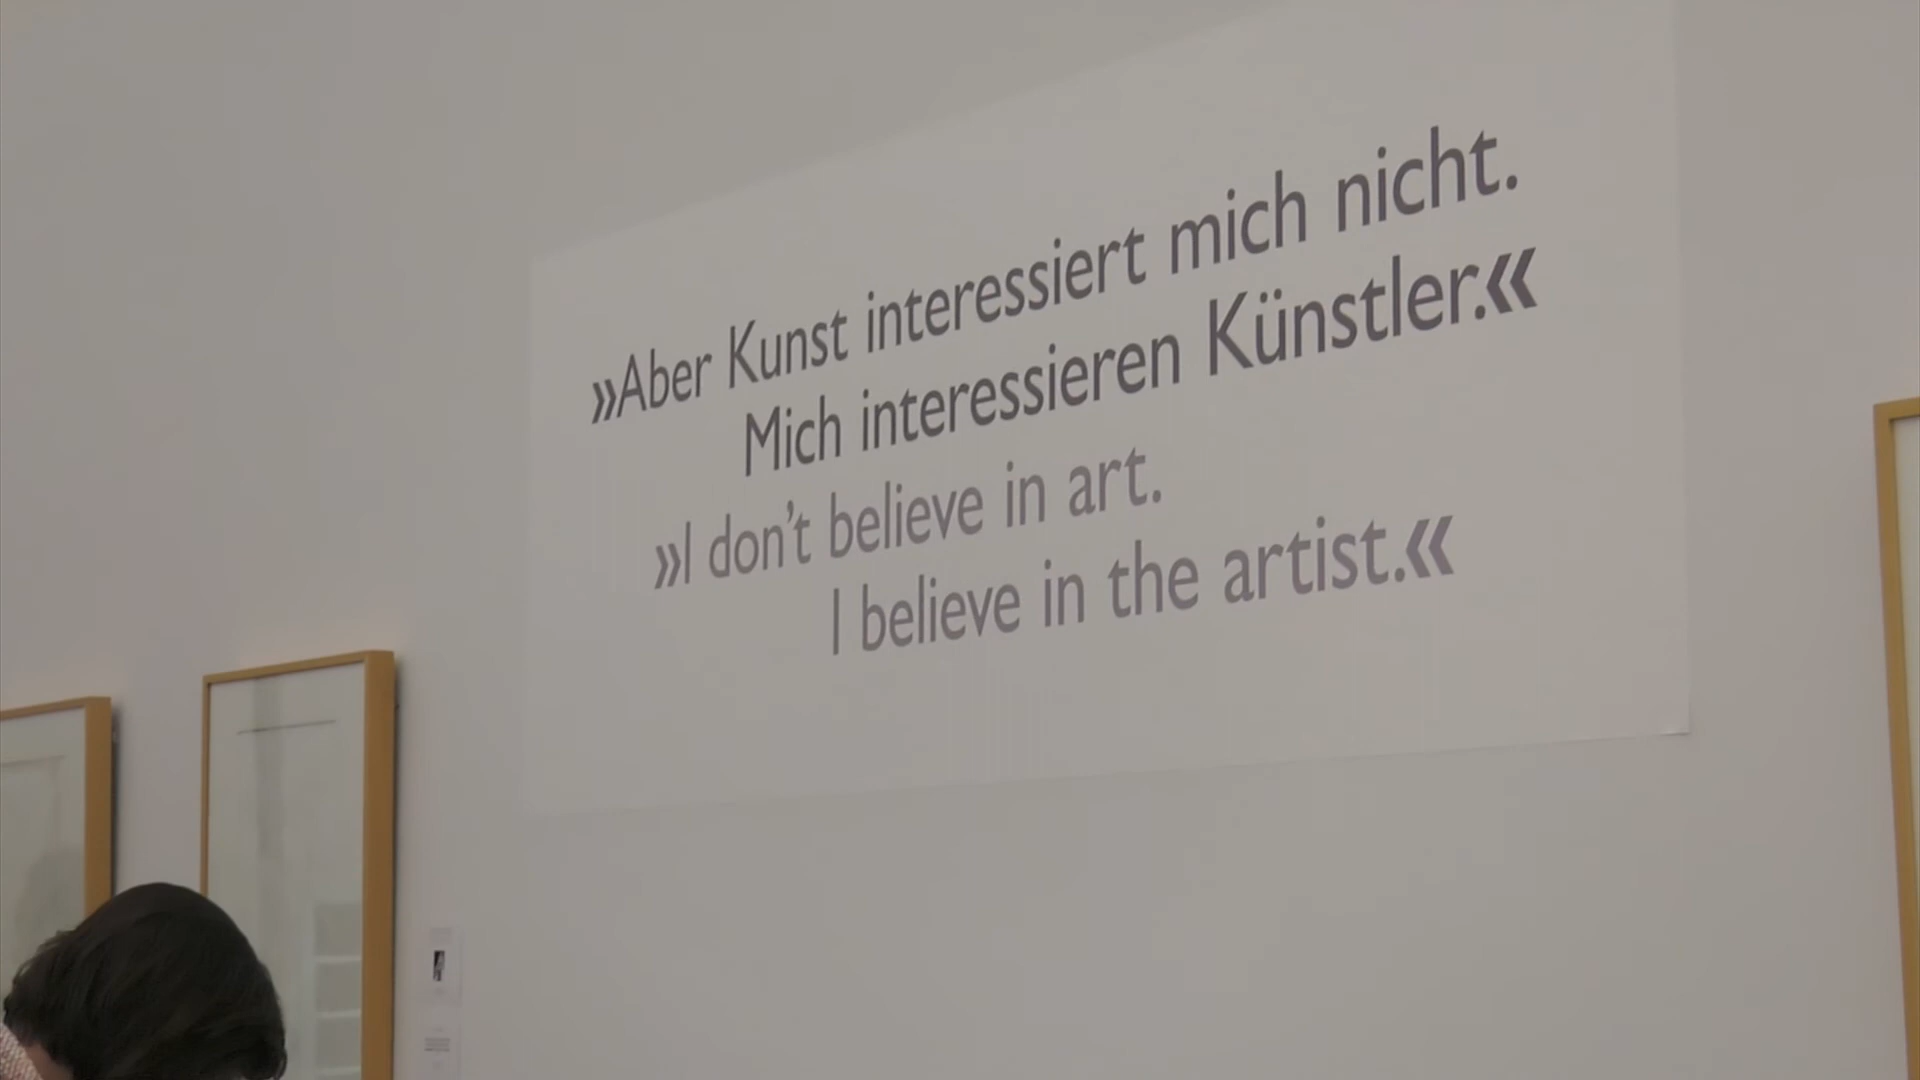 »Aber Kunst interessiert mich nicht.
Mich interessieren Künstler.«
»I don't believe in art.
I believe in the artist.«